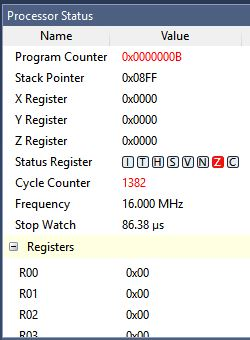 Processor Status
Name Value
Program Counter 0x0000000B
Stack Pointer 0x08FF
X Register 0x0000
Y Register 0x0000
Z Register 0x0000
Status Register I T H S V N Z C
Cycle Counter 1382
Frequency 16.000 MHz
Stop Watch 86.38 µs
Registers
R00 0x00
R01 0x00
R02 0x00
R03 0x00